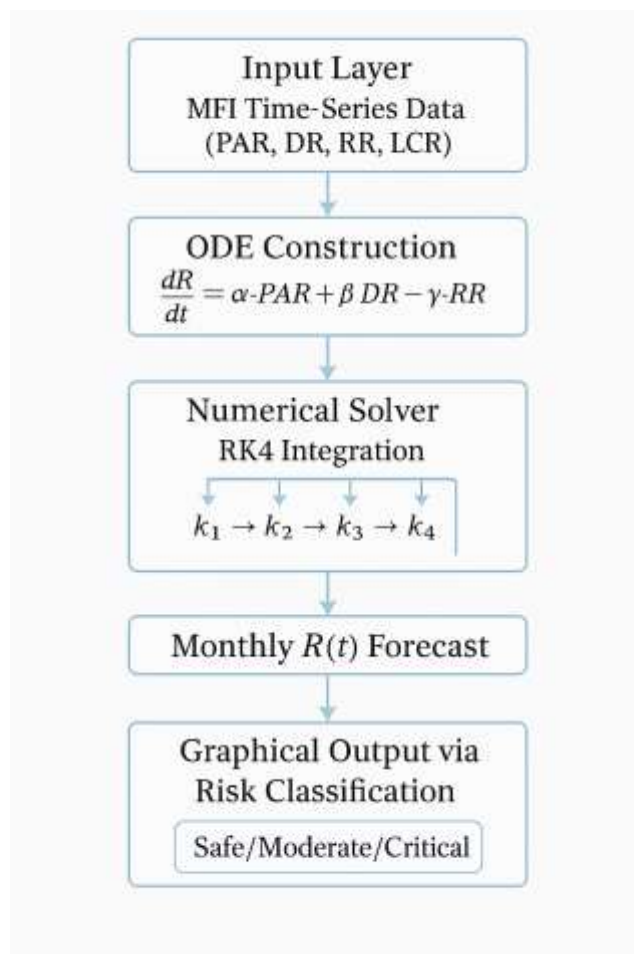 Input Layer
MFI Time-Series Data
(PAR, DR, RR, LCR)
ODE Construction
dR/dt = α-PAR + β DR − γ-RR
Numerical Solver
RK4 Integration
k₁ → k₂ → k₃ → k₄
Monthly R(t) Forecast
Graphical Output via
Risk Classification
Safe/Moderate/Critical